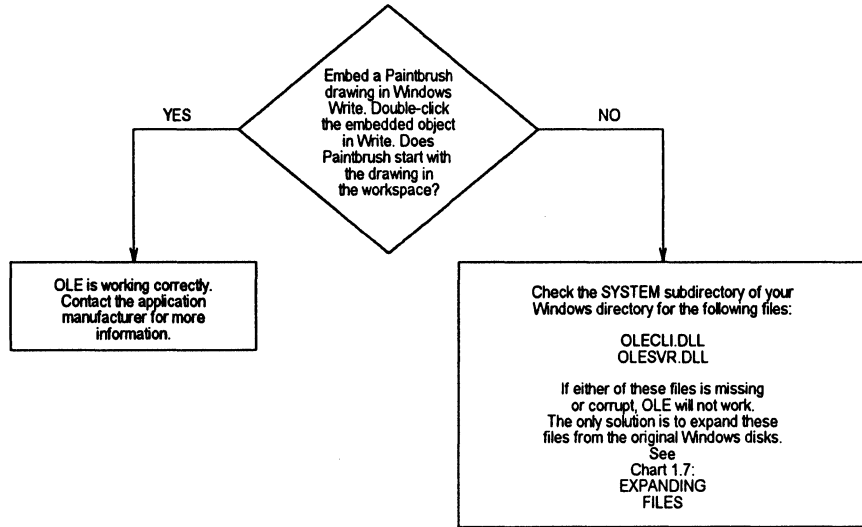 Embed a Paintbrush
drawing in Windows
Write. Double-click
the embedded object
in Write. Does
Paintbrush start with
the drawing in
the workspace?
YES
NO
OLE is working correctly.
Contact the application
manufacturer for more
information.
Check the SYSTEM subdirectory of your
Windows directory for the following files:
OLECLI.DLL
OLESVR.DLL
If either of these files is missing
or corrupt, OLE will not work.
The only solution is to expand these
files from the original Windows disks.
See
Chart 1.7:
EXPANDING
FILES